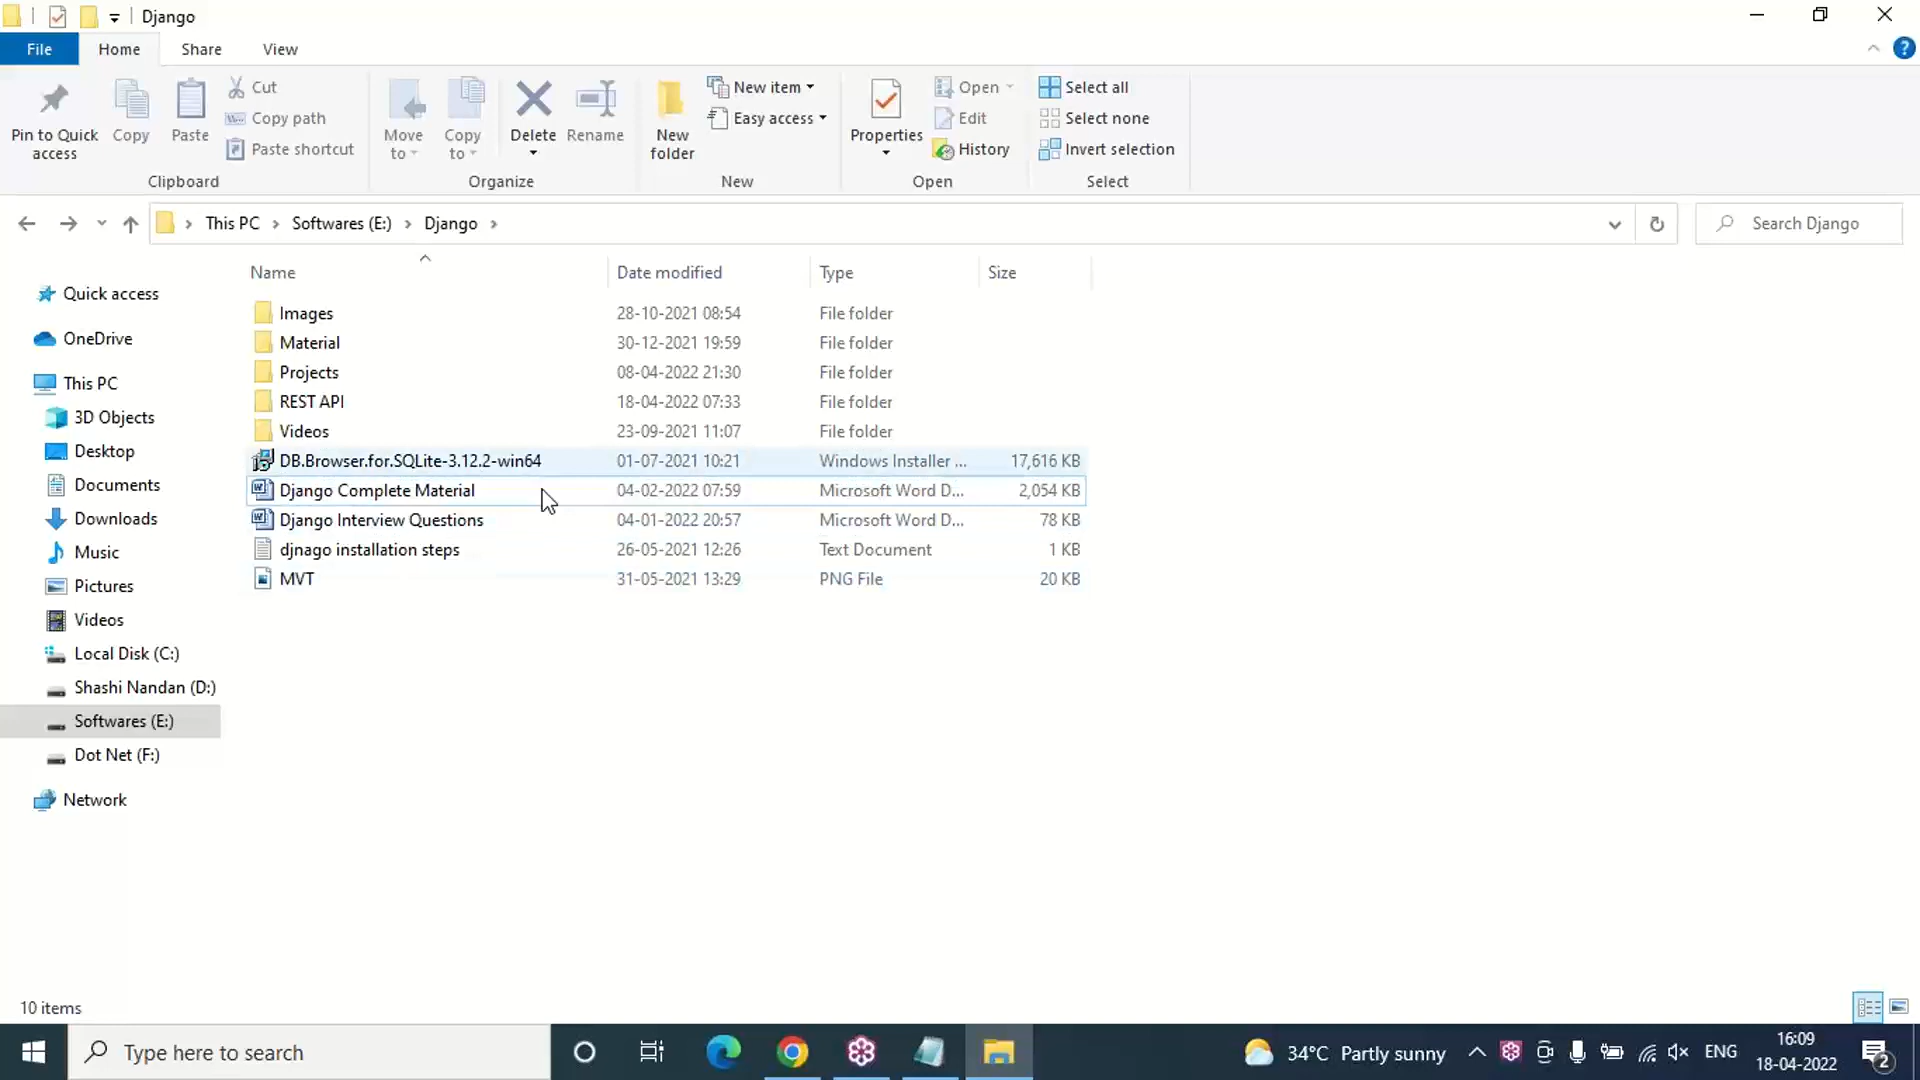 Django
File Home Share View
Pin to Quick access
Copy
Paste
Cut
Copy path
Paste shortcut
Clipboard
Move to
Copy to
Delete
Rename
Organize
New folder
New item
Easy access
New
Properties
Open
Edit
History
Open
Select all
Select none
Invert selection
Select
This PC Softwares (E:) Django
Search Django
Quick access
OneDrive
This PC
3D Objects
Desktop
Documents
Downloads
Music
Pictures
Videos
Local Disk (C:)
Shashi Nandan (D:)
Softwares (E:)
Dot Net (F:)
Network
Name Date modified Type Size
Images 28-10-2021 08:54 File folder
Material 30-12-2021 19:59 File folder
Projects 08-04-2022 21:30 File folder
REST API 18-04-2022 07:33 File folder
Videos 23-09-2021 11:07 File folder
DB.Browser.for.SQLite-3.12.2-win64 01-07-2021 10:21 Windows Installer ... 17,616 KB
Django Complete Material 04-02-2022 07:59 Microsoft Word D... 2,054 KB
Django Interview Questions 04-01-2022 20:57 Microsoft Word D... 78 KB
djnago installation steps 26-05-2021 12:26 Text Document 1 KB
MVT 31-05-2021 13:29 PNG File 20 KB
10 items
Type here to search
34°C Partly sunny
ENG
16:09
18-04-2022
2